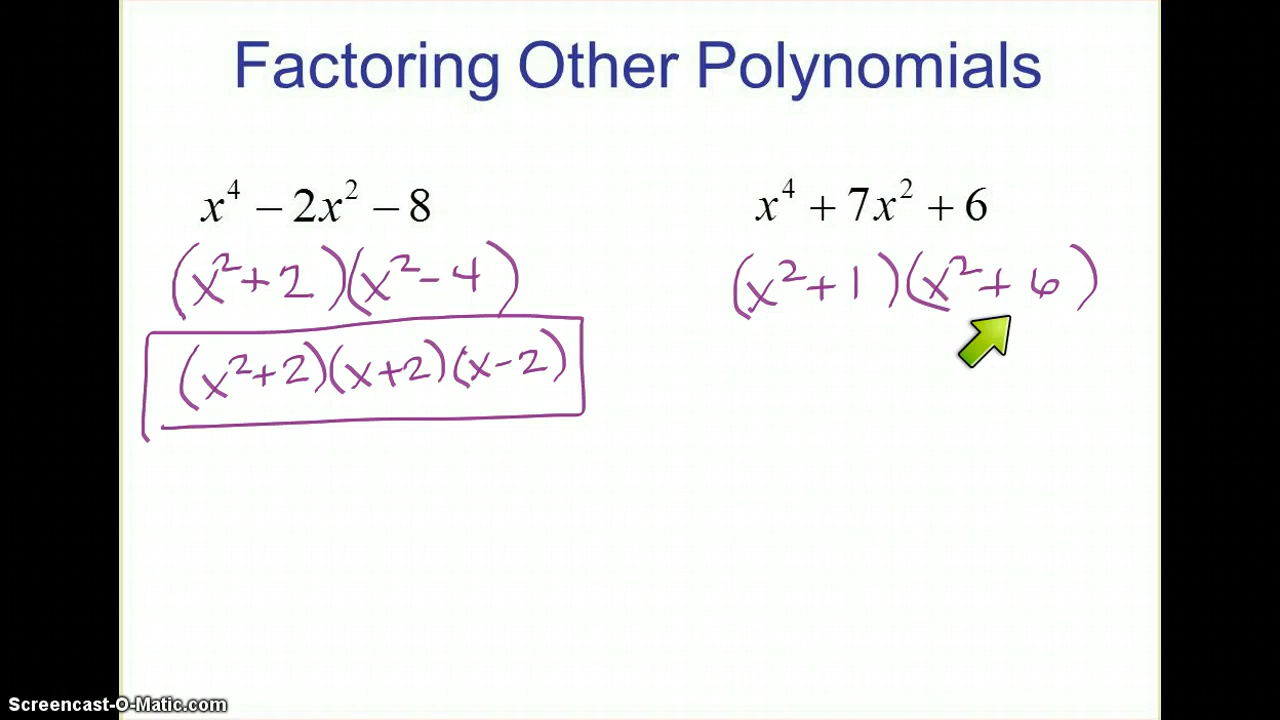 Factoring Other Polynomials
x⁴ − 2x² − 8
(x²+2)(x²−4)
(x²+2)(x+2)(x−2)
x⁴ + 7x² + 6
(x²+1)(x²+6)
Screencast-O-Matic.com